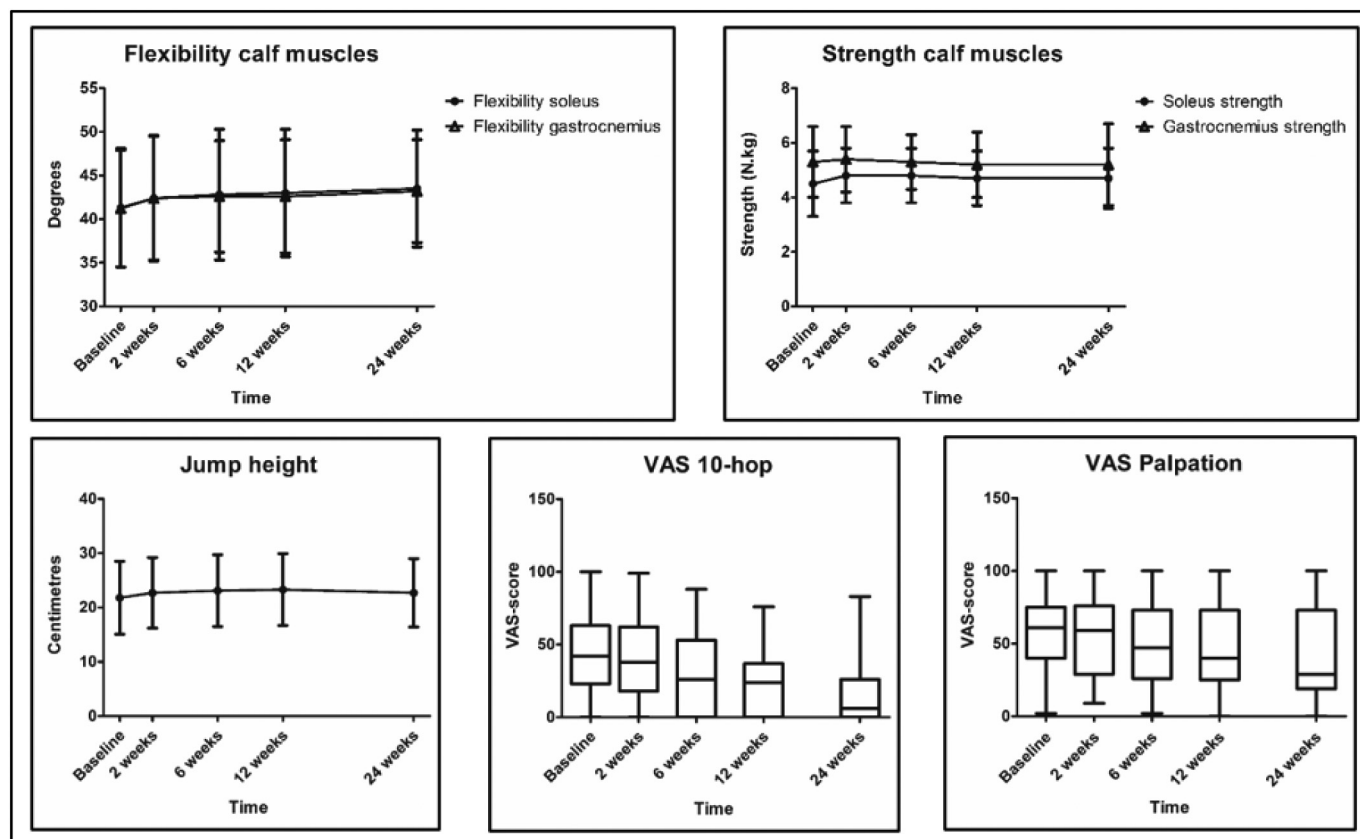 Flexibility calf muscles
55
50
45
40
35
30
Degrees
Flexibility soleus
Flexibility gastrocnemius
Baseline
2 weeks
6 weeks
12 weeks
24 weeks
Time
Strength calf muscles
8
6
4
2
0
Strength (N.kg)
Soleus strength
Gastrocnemius strength
Baseline
2 weeks
6 weeks
12 weeks
24 weeks
Time
Jump height
40
30
20
10
0
Centimetres
Baseline
2 weeks
6 weeks
12 weeks
24 weeks
Time
VAS 10-hop
150
100
50
0
VAS-score
Baseline
2 weeks
6 weeks
12 weeks
24 weeks
Time
VAS Palpation
150
100
50
0
VAS-score
Baseline
2 weeks
6 weeks
12 weeks
24 weeks
Time